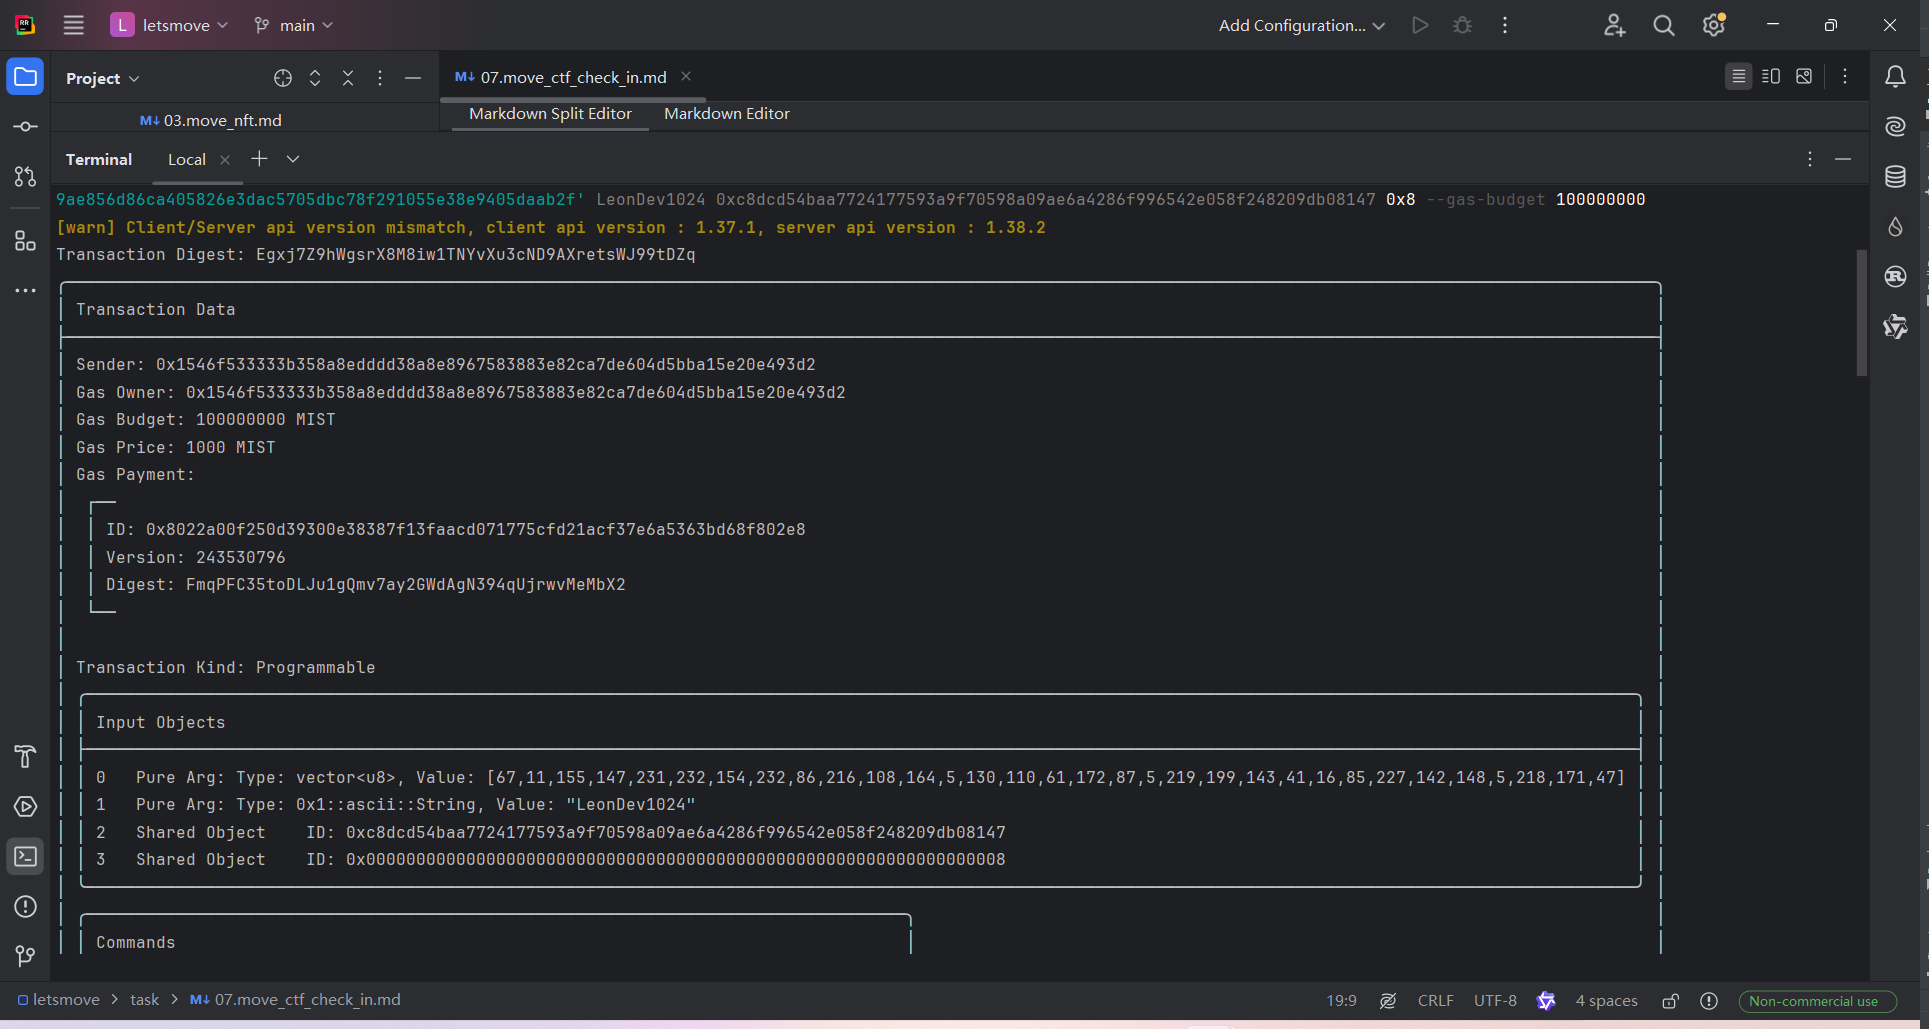 L letsmove main Add Configuration...
Project
M↓ 07.move_ctf_check_in.md
M↓ 03.move_nft.md
Markdown Split Editor Markdown Editor
Terminal Local
9ae856d86ca405826e3dac5705dbc78f291055e38e9405daab2f' LeonDev1024 0xc8dcd54baa7724177593a9f70598a09ae6a4286f996542e058f248209db08147 0x8 --gas-budget 100000000
[warn] Client/Server api version mismatch, client api version : 1.37.1, server api version : 1.38.2
Transaction Digest: Egxj7Z9hWgsrX8M8iw1TNYvXu3cND9AXretsWJ99tDZq
Transaction Data
Sender: 0x1546f533333b358a8edddd38a8e8967583883e82ca7de604d5bba15e20e493d2
Gas Owner: 0x1546f533333b358a8edddd38a8e8967583883e82ca7de604d5bba15e20e493d2
Gas Budget: 100000000 MIST
Gas Price: 1000 MIST
Gas Payment:
ID: 0x8022a00f250d39300e38387f13faacd071775cfd21acf37e6a5363bd68f802e8
Version: 243530796
Digest: FmqPFC35toDLJu1gQmv7ay2GWdAgN394qUjrwvMeMbX2
Transaction Kind: Programmable
Input Objects
0 Pure Arg: Type: vector<u8>, Value: [67,11,155,147,231,232,154,232,86,216,108,164,5,130,110,61,172,87,5,219,199,143,41,16,85,227,142,148,5,218,171,47]
1 Pure Arg: Type: 0x1::ascii::String, Value: "LeonDev1024"
2 Shared Object ID: 0xc8dcd54baa7724177593a9f70598a09ae6a4286f996542e058f248209db08147
3 Shared Object ID: 0x0000000000000000000000000000000000000000000000000000000000000008
Commands
letsmove > task > M↓ 07.move_ctf_check_in.md 19:9 CRLF UTF-8 4 spaces Non-commercial use